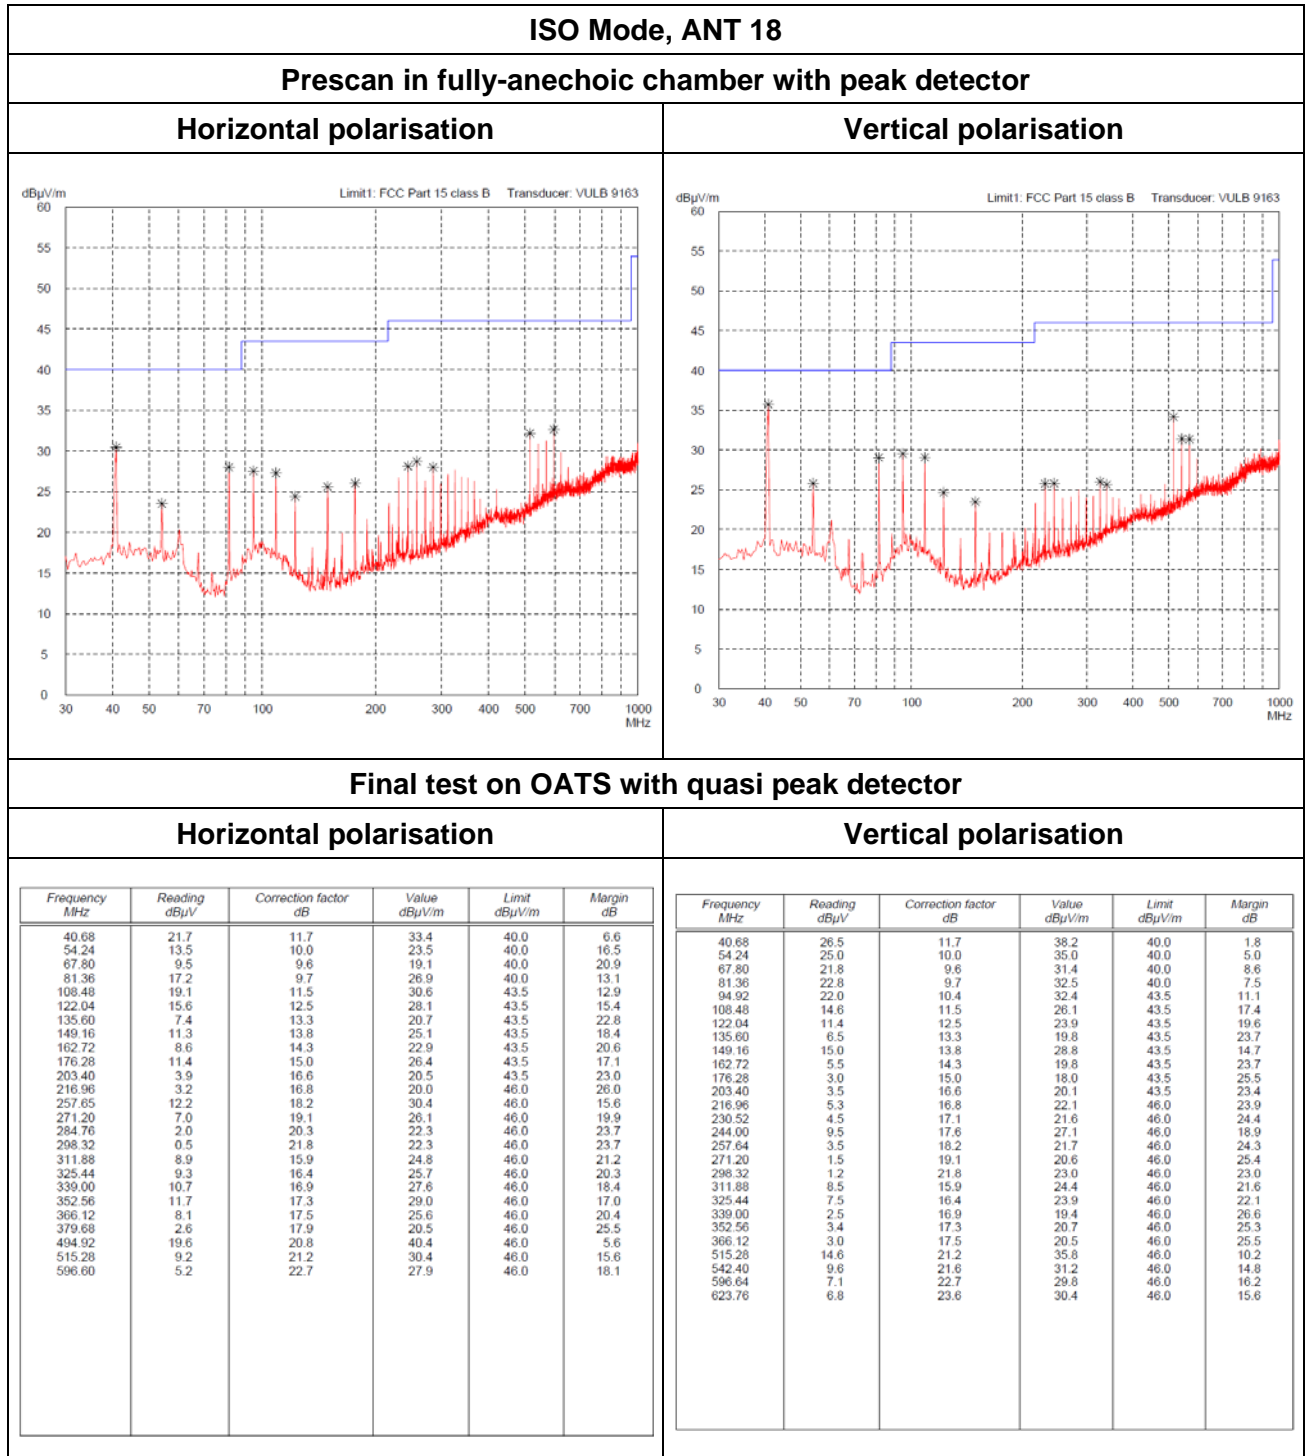 ISO Mode, ANT 18
Prescan in fully-anechoic chamber with peak detector
Horizontal polarisation
Vertical polarisation
dBµV/m Limit1: FCC Part 15 class B Transducer: VULB 9163
60
55
50
45
40
35
30
25
20
15
10
5
0
30 40 50 70 100 200 300 400 500 700 1000
MHz
dBµV/m Limit1: FCC Part 15 class B Transducer: VULB 9163
60
55
50
45
40
35
30
25
20
15
10
5
0
30 40 50 70 100 200 300 400 500 700 1000
MHz
Final test on OATS with quasi peak detector
Horizontal polarisation
Vertical polarisation
Frequency Reading Correction factor Value Limit Margin
MHz dBµV dB dBµV/m dBµV/m dB
40.68 21.7 11.7 33.4 40.0 6.6
54.24 13.5 10.0 23.5 40.0 16.5
67.80 9.5 9.6 19.1 40.0 20.9
81.36 17.2 9.7 26.9 40.0 13.1
108.48 19.1 11.5 30.6 43.5 12.9
122.04 15.6 12.5 28.1 43.5 15.4
135.60 7.4 13.3 20.7 43.5 22.8
149.16 11.3 13.8 25.1 43.5 18.4
162.72 8.6 14.3 22.9 43.5 20.6
176.28 11.4 15.0 26.4 43.5 17.1
203.40 3.9 16.6 20.5 43.5 23.0
216.96 3.2 16.8 20.0 46.0 26.0
257.65 12.2 18.2 30.4 46.0 15.6
271.20 7.0 19.1 26.1 46.0 19.9
284.76 2.0 20.3 22.3 46.0 23.7
298.32 0.5 21.8 22.3 46.0 23.7
311.88 8.9 15.9 24.8 46.0 21.2
325.44 9.3 16.4 25.7 46.0 20.3
339.00 10.7 16.9 27.6 46.0 18.4
352.56 11.7 17.3 29.0 46.0 17.0
366.12 8.1 17.5 25.6 46.0 20.4
379.68 2.6 17.9 20.5 46.0 25.5
494.92 19.6 20.8 40.4 46.0 5.6
515.28 9.2 21.2 30.4 46.0 15.6
596.60 5.2 22.7 27.9 46.0 18.1
Frequency Reading Correction factor Value Limit Margin
MHz dBµV dB dBµV/m dBµV/m dB
40.68 26.5 11.7 38.2 40.0 1.8
54.24 25.0 10.0 35.0 40.0 5.0
67.80 21.8 9.6 31.4 40.0 8.6
81.36 22.8 9.7 32.5 40.0 7.5
94.92 22.0 10.4 32.4 43.5 11.1
108.48 14.6 11.5 26.1 43.5 17.4
122.04 11.4 12.5 23.9 43.5 19.6
135.60 6.5 13.3 19.8 43.5 23.7
149.16 15.0 13.8 28.8 43.5 14.7
162.72 5.5 14.3 19.8 43.5 23.7
176.28 3.0 15.0 18.0 43.5 25.5
203.40 3.5 16.6 20.1 43.5 23.4
216.96 5.3 16.8 22.1 46.0 23.9
230.52 4.5 17.1 21.6 46.0 24.4
244.00 9.5 17.6 27.1 46.0 18.9
257.64 3.5 18.2 21.7 46.0 24.3
271.20 1.5 19.1 20.6 46.0 25.4
298.32 1.2 21.8 23.0 46.0 23.0
311.88 8.5 15.9 24.4 46.0 21.6
325.44 7.5 16.4 23.9 46.0 22.1
339.00 2.5 16.9 19.4 46.0 26.6
352.56 3.4 17.3 20.7 46.0 25.3
366.12 3.0 17.5 20.5 46.0 25.5
515.28 14.6 21.2 35.8 46.0 10.2
542.40 9.6 21.6 31.2 46.0 14.8
596.64 7.1 22.7 29.8 46.0 16.2
623.76 6.8 23.6 30.4 46.0 15.6